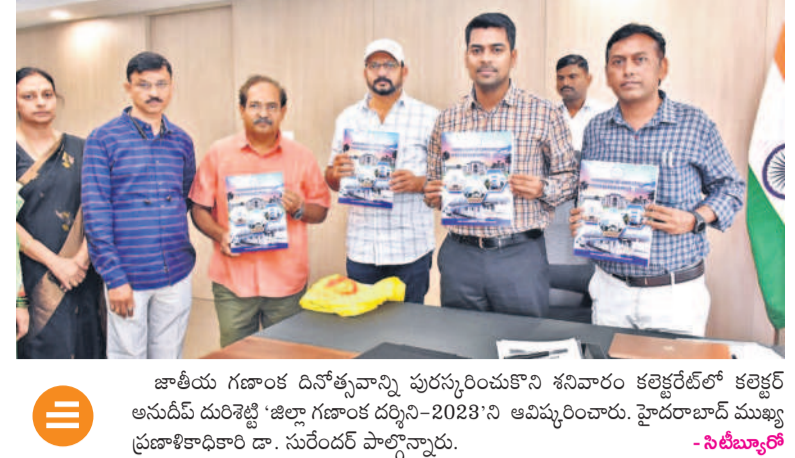 జాతీయ గణాంక దినోత్సవాన్ని పురస్కరించుకొని శనివారం కలెక్టరేట్‌లో కలెక్టర్
అనుదీప్ దురిశెట్టి 'జిల్లా గణాంక దర్శిని-2023'ని ఆవిష్కరించారు. హైదరాబాద్ ముఖ్య
ప్రణాళికాధికారి డా. సురేందర్ పాల్గొన్నారు.
- సిటీబ్యూరో